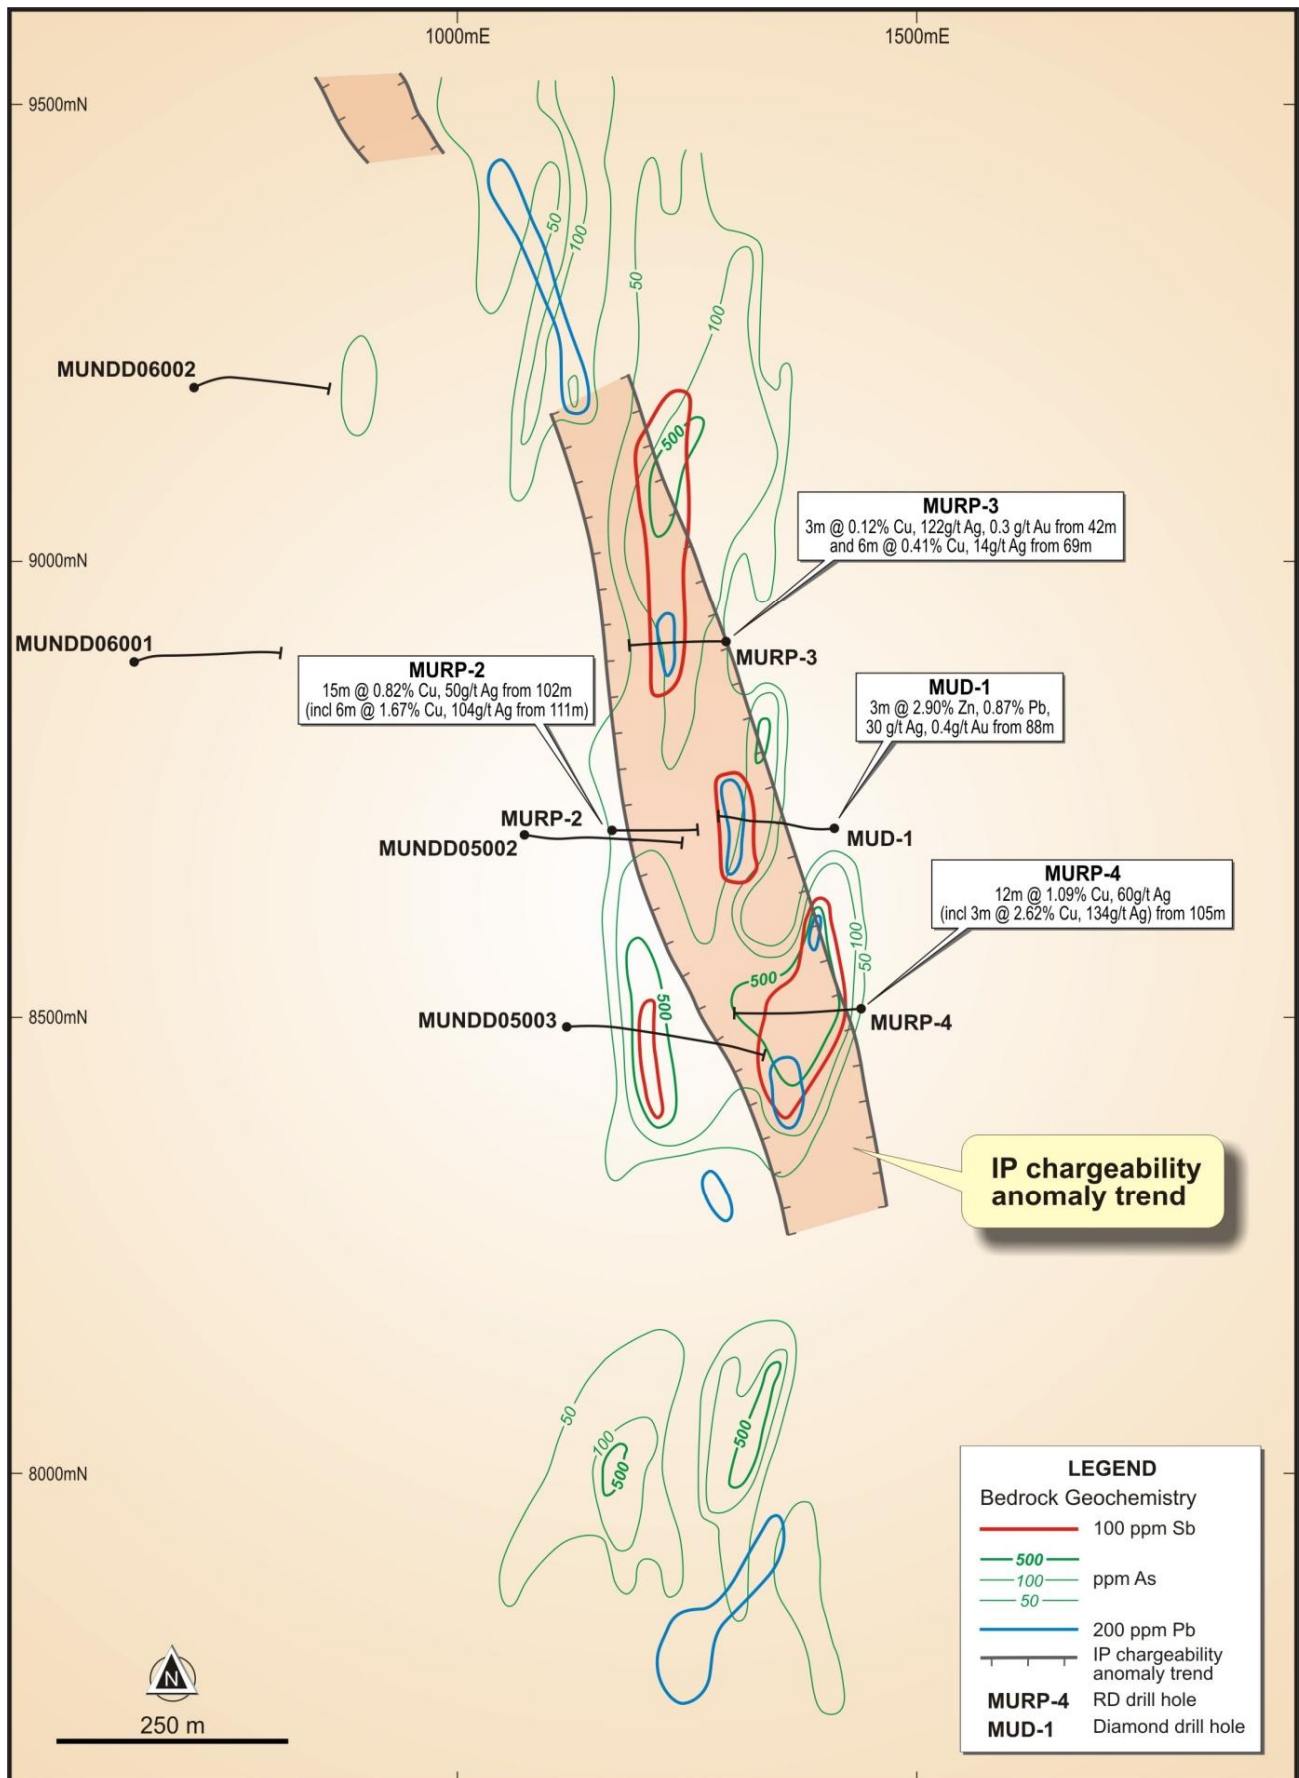 1000mE
1500mE
9500mN
50
100
50
100
MUNDD06002
500
MURP-3
3m @ 0.12% Cu, 122g/t Ag, 0.3 g/t Au from 42m
and 6m @ 0.41% Cu, 14g/t Ag from 69m
9000mN
MUNDD06001
MURP-3
MURP-2
15m @ 0.82% Cu, 50g/t Ag from 102m
(incl 6m @ 1.67% Cu, 104g/t Ag from 111m)
MUD-1
3m @ 2.90% Zn, 0.87% Pb,
30 g/t Ag, 0.4g/t Au from 88m
MURP-2
MUNDD05002
MUD-1
MURP-4
12m @ 1.09% Cu, 60g/t Ag
(incl 3m @ 2.62% Cu, 134g/t Ag) from 105m
100
50
500
500
8500mN
MUNDD05003
MURP-4
IP chargeability
anomaly trend
50
100
500
500
8000mN
LEGEND
Bedrock Geochemistry
100 ppm Sb
500
100
50
ppm As
200 ppm Pb
IP chargeability
anomaly trend
MURP-4 RD drill hole
MUD-1 Diamond drill hole
N
250 m